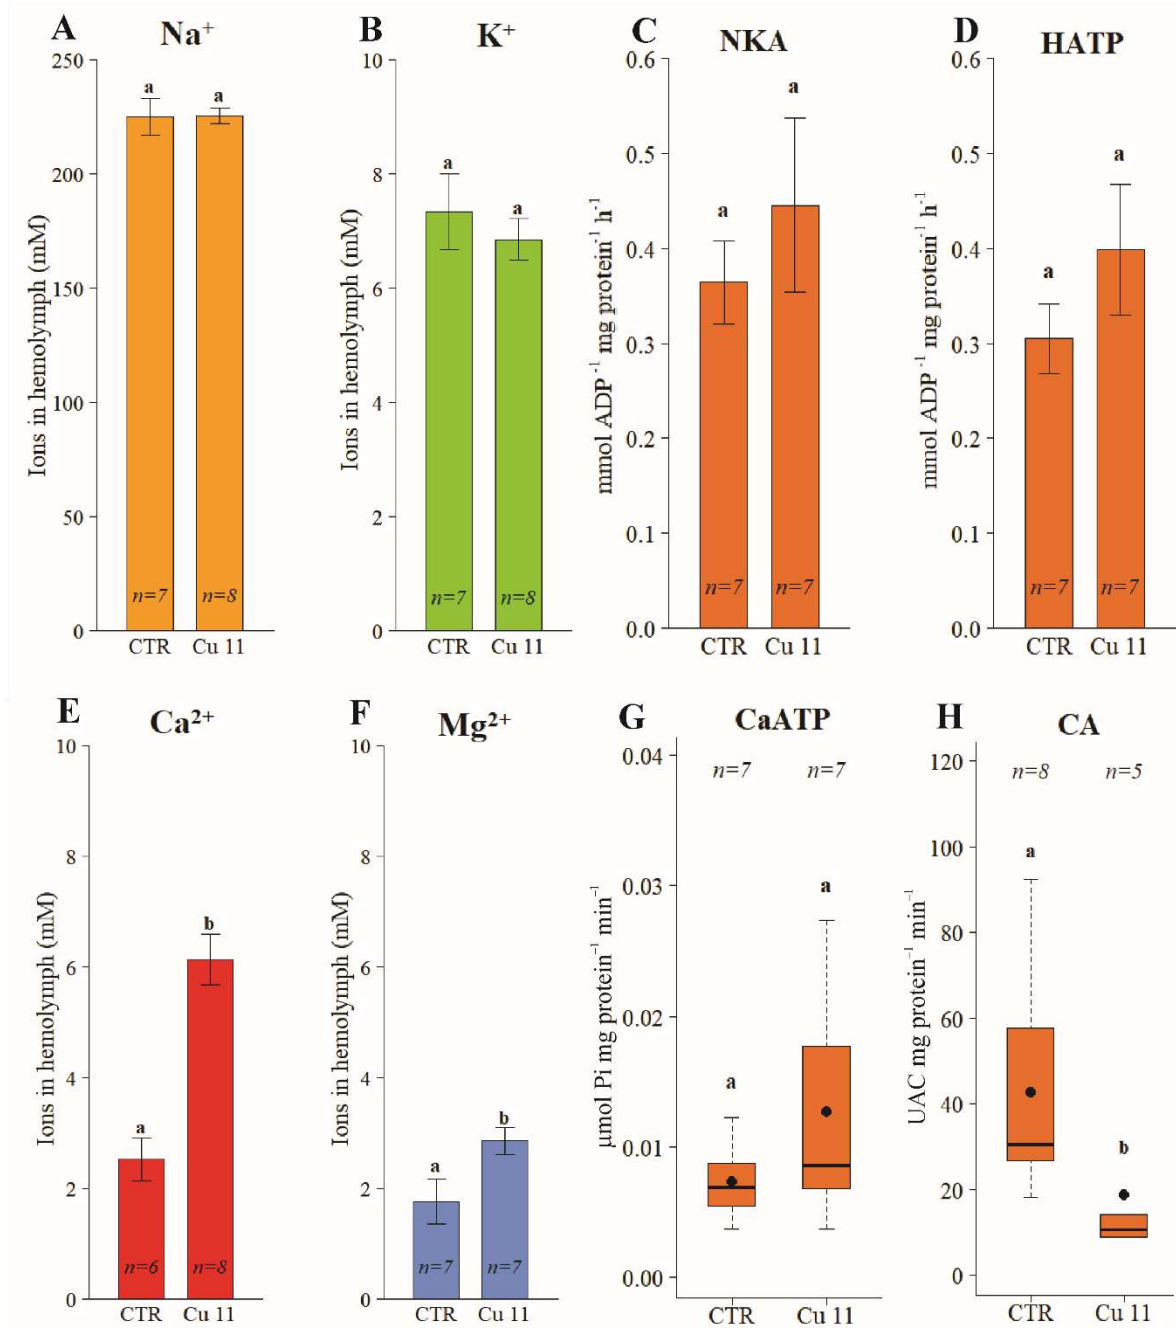 A Na⁺
Ions in hemolymph (mM)
250
200
150
100
50
0
a
a
n=7
n=8
CTR
Cu 11
B K⁺
Ions in hemolymph (mM)
10
8
6
4
2
0
a
a
n=7
n=8
CTR
Cu 11
C NKA
mmol ADP ⁻¹ mg protein⁻¹ h⁻¹
0.6
0.5
0.4
0.3
0.2
0.1
0.0
a
a
n=7
n=7
CTR
Cu 11
D HATP
mmol ADP ⁻¹ mg protein⁻¹ h⁻¹
0.6
0.5
0.4
0.3
0.2
0.1
0.0
a
a
n=7
n=7
CTR
Cu 11
E Ca²⁺
Ions in hemolymph (mM)
10
8
6
4
2
0
a
b
n=6
n=8
CTR
Cu 11
F Mg²⁺
Ions in hemolymph (mM)
10
8
6
4
2
0
a
b
n=7
n=7
CTR
Cu 11
G CaATP
µmol Pi mg protein⁻¹ min⁻¹
0.04
0.03
0.02
0.01
0.00
n=7
n=7
a
a
CTR
Cu 11
H CA
UAC mg protein⁻¹ min⁻¹
120
100
80
60
40
20
0
n=8
n=5
a
b
CTR
Cu 11